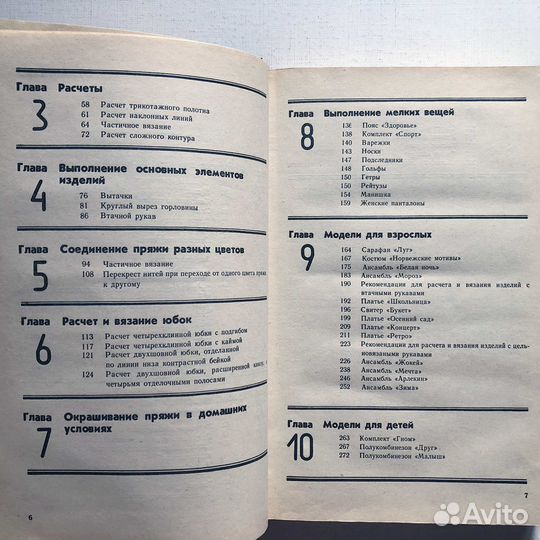 Глава Расчеты
3
58 Расчет трикотажного полотна
61 Расчет наклонных линий
64 Частичное вязание
72 Расчет сложного контура
Глава Выполнение основных элементов
4 изделий
76 Вытачки
81 Круглый вырез горловины
86 Втачной рукав
Глава Соединение пряжи разных цветов
5
94 Частичное вязание
108 Перекрест нитей при переходе от одного цвета пряжи
к другому
Глава Расчет и вязание юбок
6
113 Расчет четырехклинной юбки с подгибом
117 Расчет четырехклинной юбки с каймой
121 Расчет двухшовной юбки, отделанной
по линии низа контрастной бейкой
124 Расчет двухшовной юбки, расширенной книзу, с
четырьмя отделочными полосами
Глава Окрашивание пряжи в домашних
7 условиях
6
Глава Выполнение мелких вещей
8
136 Пояс «Здоровье»
138 Комплект «Спорт»
140 Варежки
143 Носки
147 Подследники
148 Гольфы
150 Гетры
150 Рейтузы
154 Манишка
159 Женские панталоны
Глава Модели для взрослых
9
164 Сарафан «Луг»
167 Костюм «Норвежские мотивы»
175 Ансамбль «Белая ночь»
183 Ансамбль «Мороз»
190 Рекомендации для расчета и вязания изделий с
втачными рукавами
192 Платье «Школьница»
196 Свитер «Букет»
199 Платье «Осенний сад»
209 Платье «Концерт»
211 Платье «Ретро»
223 Рекомендации для расчета и вязания изделий с цель-
новязаными рукавами
226 Ансамбль «Жокей»
238 Ансамбль «Мечта»
246 Ансамбль «Арлекин»
252 Ансамбль «Зима»
Глава Модели для детей
10
263 Комплект «Гном»
267 Полукомбинезон «Друг»
272 Полукомбинезон «Малыш»
7
Avito